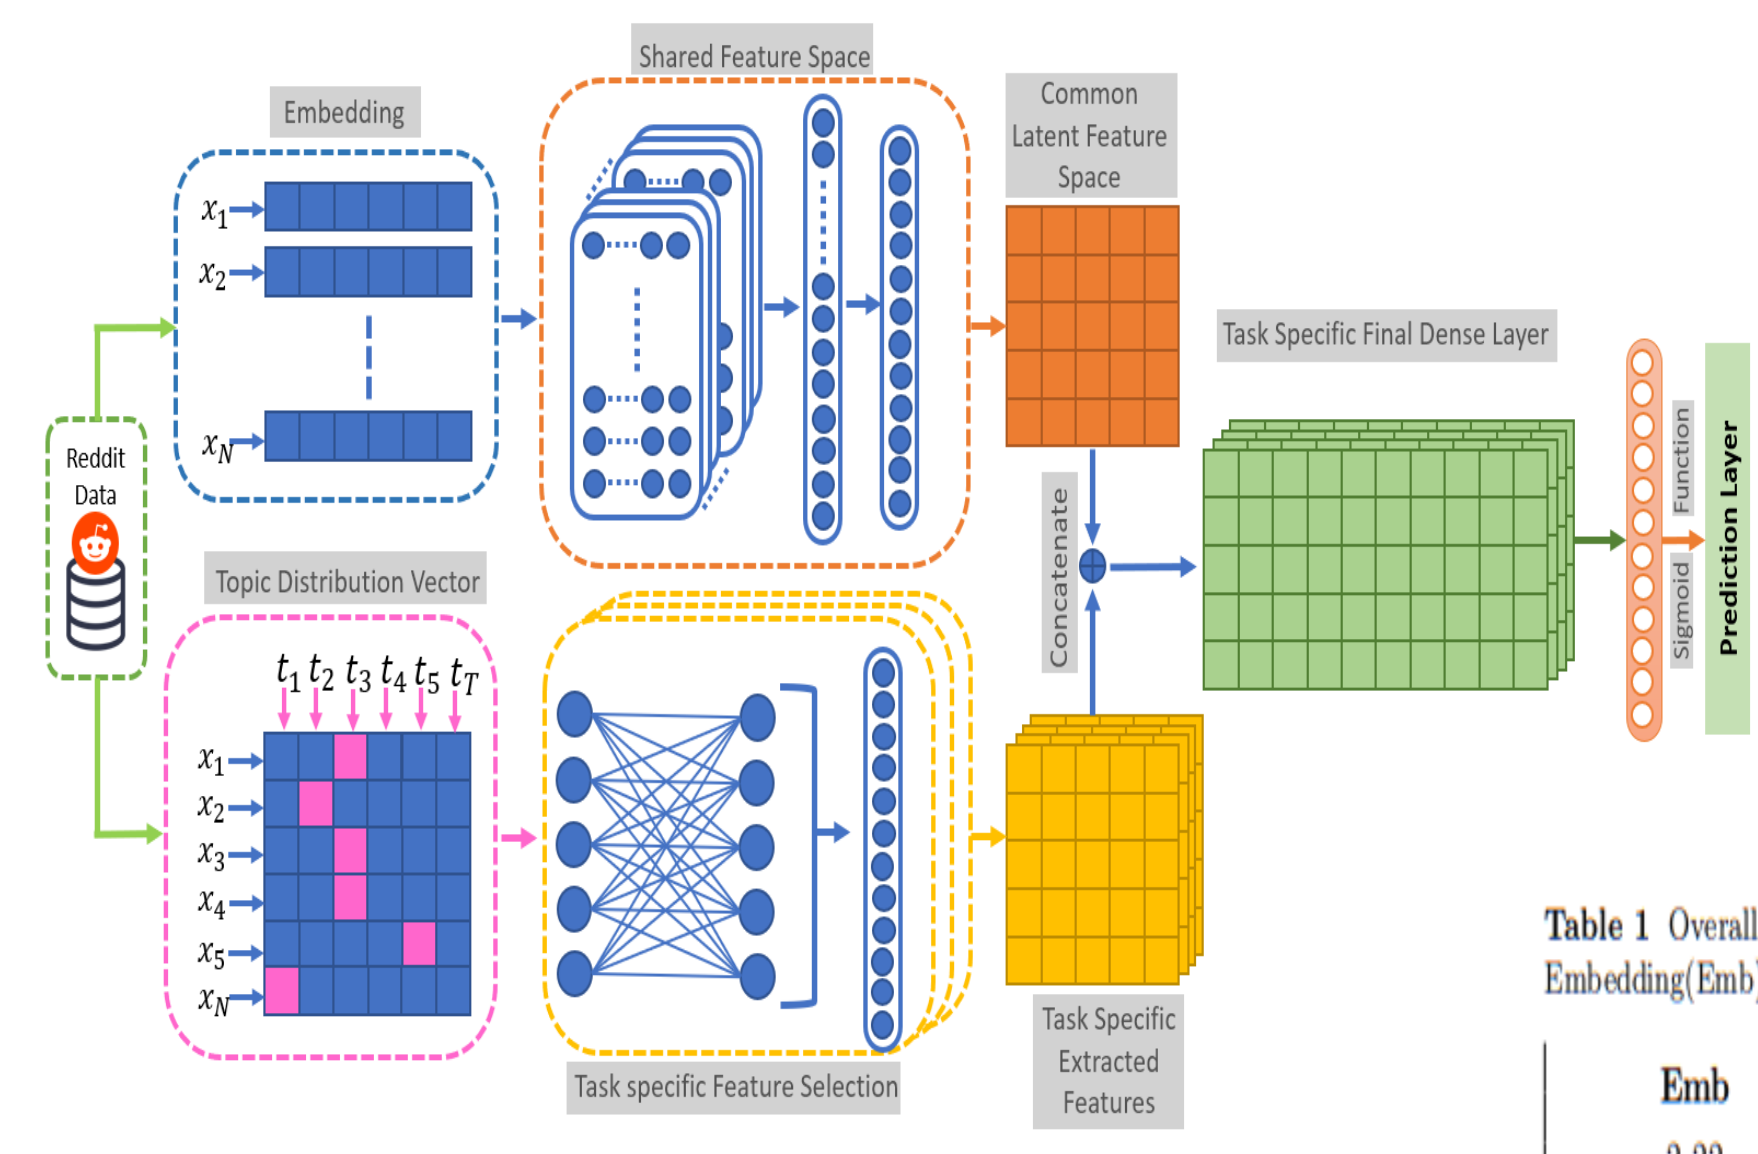 Shared Feature Space
Embedding
x1
x2
xN
Common
Latent Feature
Space
Reddit
Data
Topic Distribution Vector
t1 t2 t3 t4 t5 tT
x1
x2
x3
x4
x5
xN
Task specific Feature Selection
Concatenate
Task Specific
Extracted
Features
Task Specific Final Dense Layer
Sigmoid Function
Prediction Layer
Table 1 Overall
Embedding(Emb)
Emb